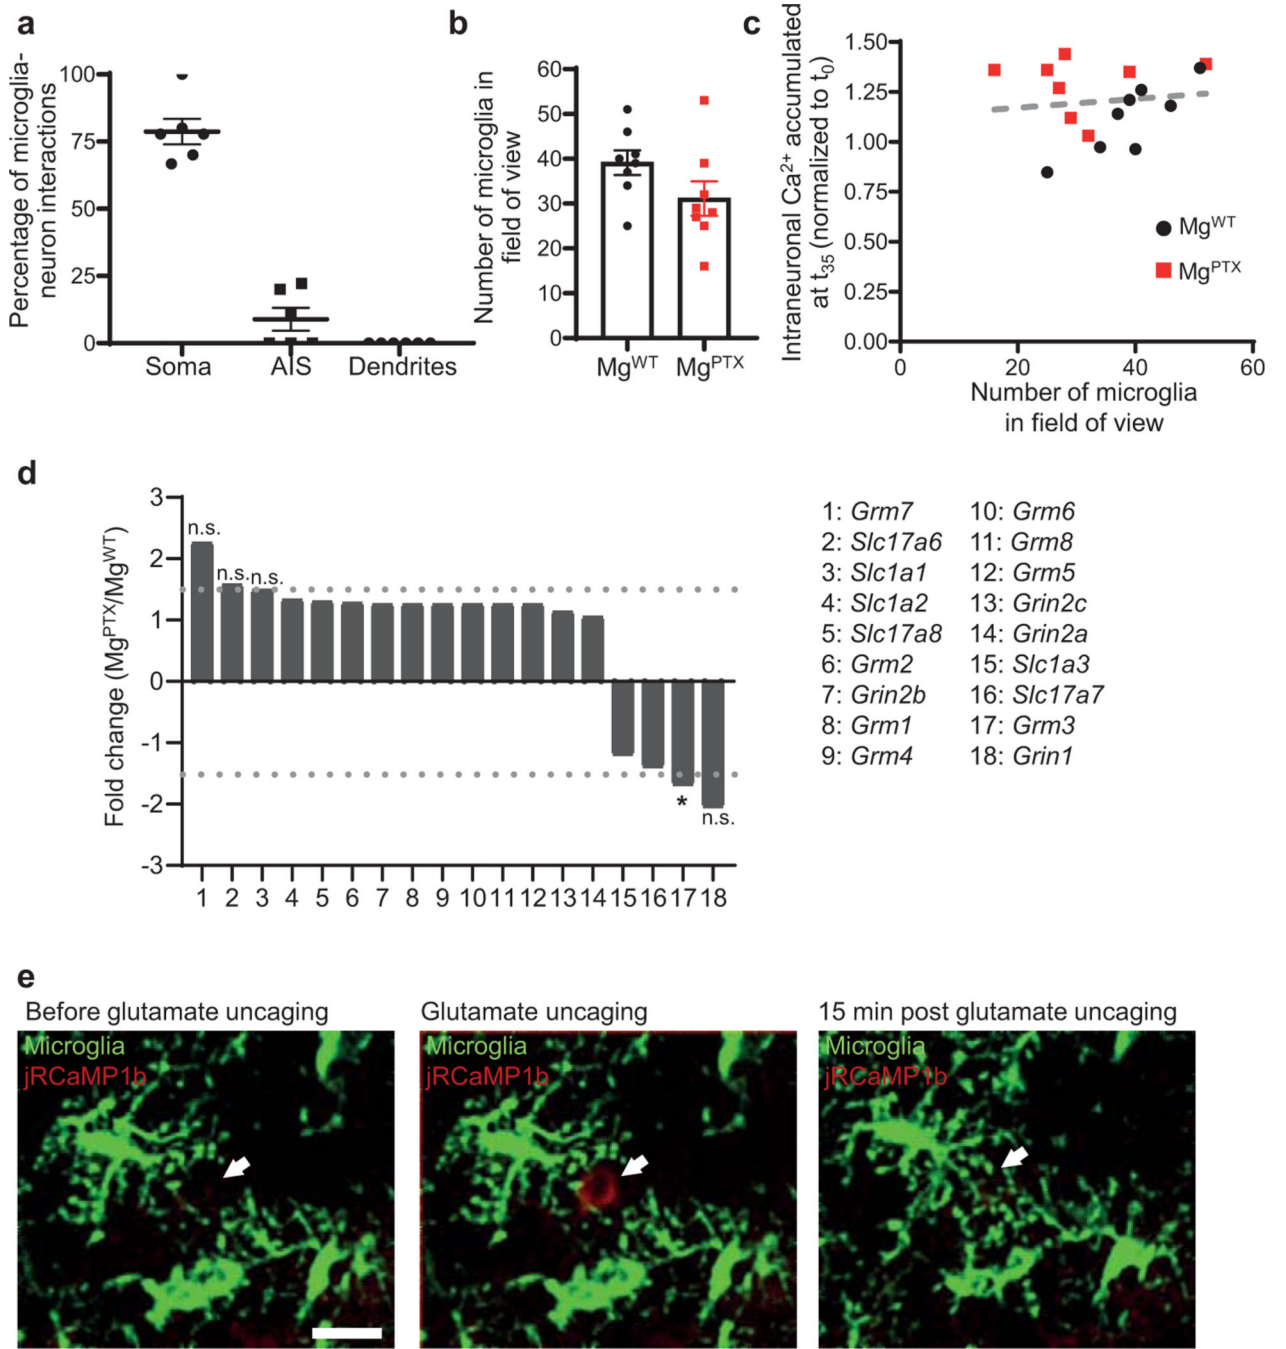 a
Percentage of microglia-
neuron interactions
100
75
50
25
0
Soma
AIS
Dendrites
b
Number of microglia in
field of view
60
50
40
30
20
10
0
Mg^WT
Mg^PTX
c
Intraneuronal Ca²⁺ accumulated
at t₃₅ (normalized to t₀)
1.50
1.25
1.00
0.75
0.50
0.25
0.00
Mg^WT
Mg^PTX
0
20
40
60
Number of microglia
in field of view
d
Fold change (Mg^PTX/Mg^WT)
3
2
1
0
-1
-2
-3
n.s.
n.s.
n.s.
*
n.s.
1 2 3 4 5 6 7 8 9 10 11 12 13 14 15 16 17 18
1: Grm7
2: Slc17a6
3: Slc1a1
4: Slc1a2
5: Slc17a8
6: Grm2
7: Grin2b
8: Grm1
9: Grm4
10: Grm6
11: Grm8
12: Grm5
13: Grin2c
14: Grin2a
15: Slc1a3
16: Slc17a7
17: Grm3
18: Grin1
e
Before glutamate uncaging
Microglia
jRCaMP1b
Glutamate uncaging
Microglia
jRCaMP1b
15 min post glutamate uncaging
Microglia
jRCaMP1b